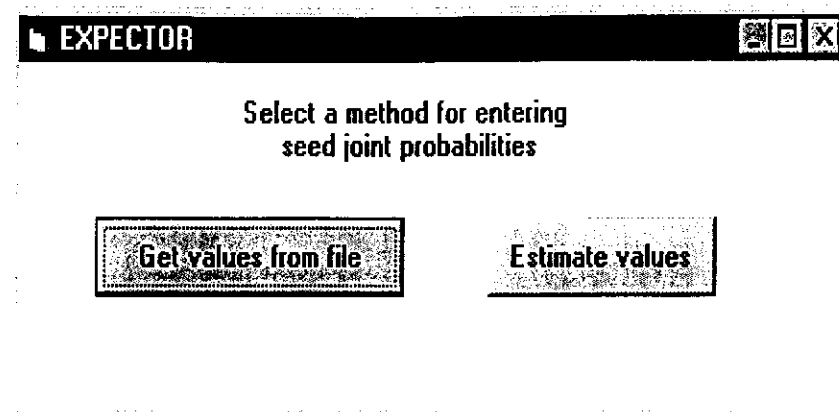 EXPECTOR
Select a method for entering
seed joint probabilities
Get values from file
Estimate values